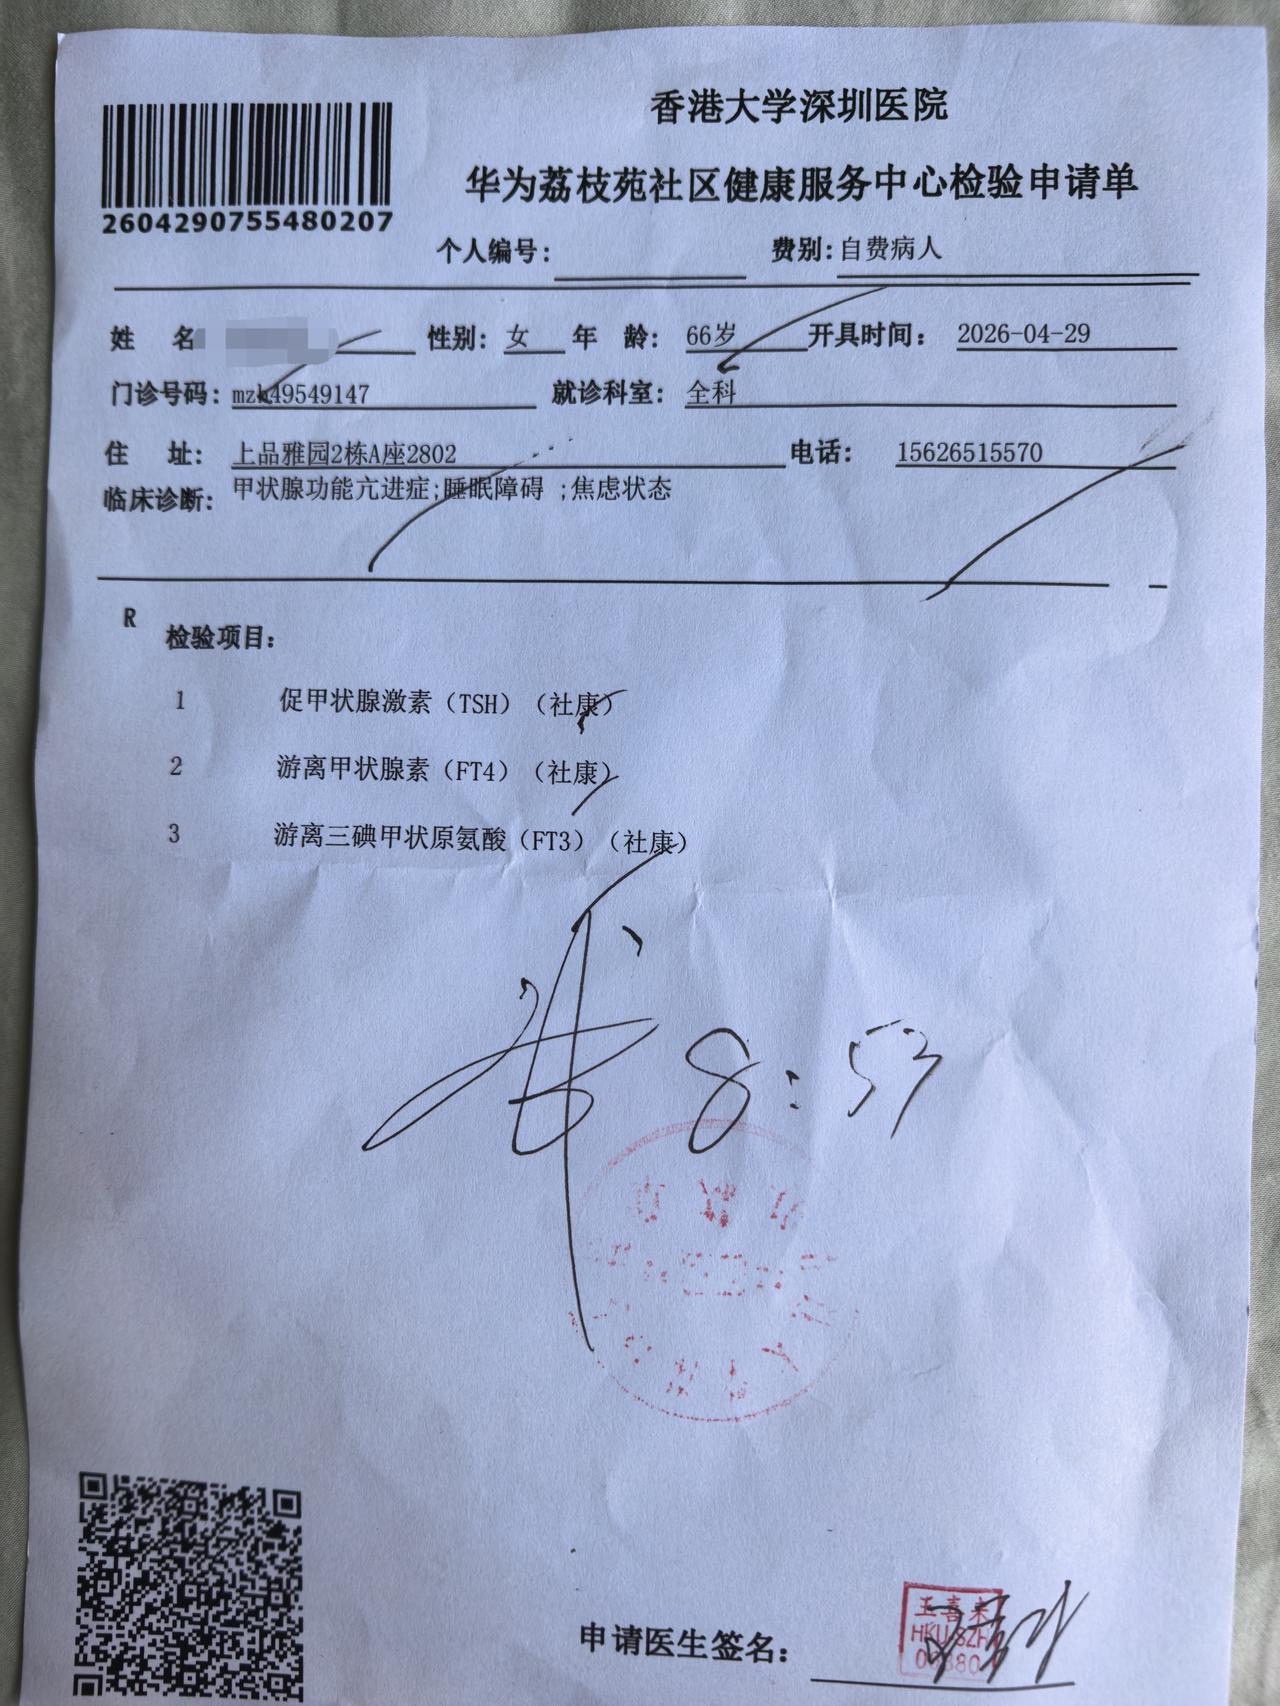 香港大学深圳医院
华为荔枝苑社区健康服务中心检验申请单
2604290755480207
个人编号: 费别:自费病人
姓 名 性别: 女 年 龄: 66岁 开具时间: 2026-04-29
门诊号码: mzh49549147 就诊科室: 全科
住 址: 上品雅园2栋A座2802 电话: 15626515570
临床诊断: 甲状腺功能亢进症;睡眠障碍 ;焦虑状态
R
检验项目:
1 促甲状腺激素(TSH)(社康)
2 游离甲状腺素(FT4)(社康)
3 游离三碘甲状原氨酸(FT3)(社康)
8:53
申请医生签名:
王喜来
HKU-SZH